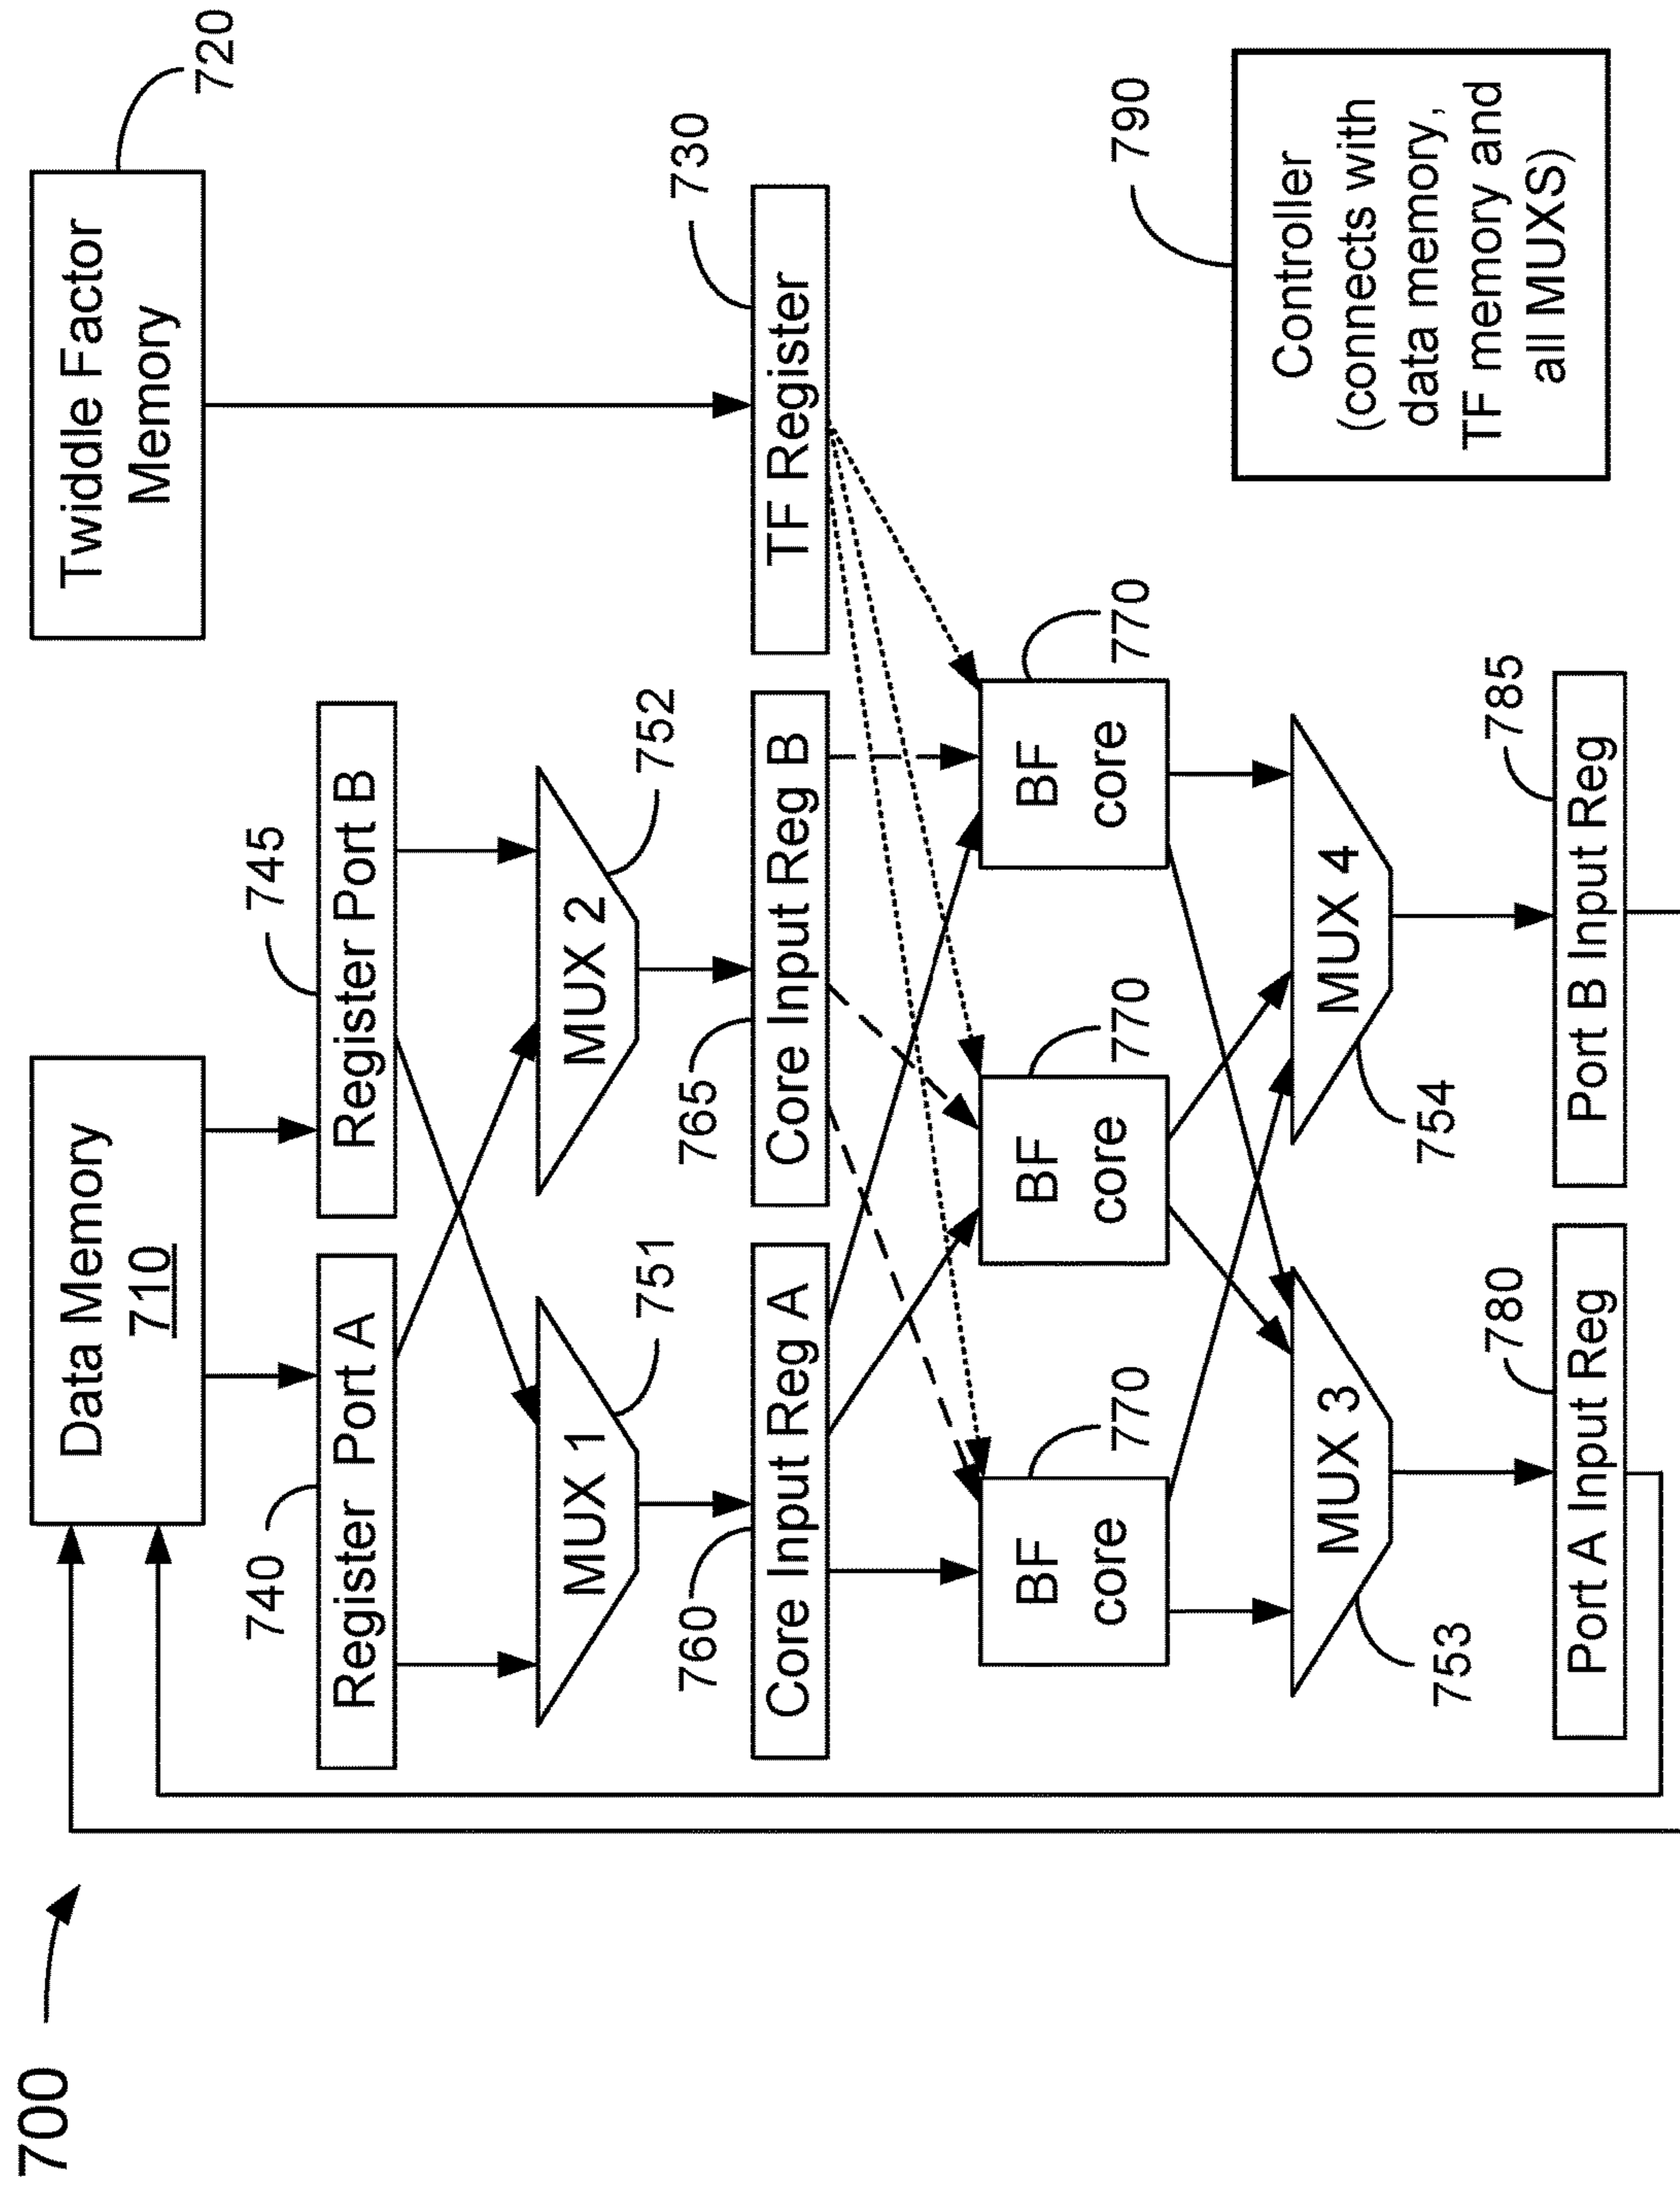 700
Data Memory
710
Twiddle Factor
Memory
720
740
745
Register Port A
Register Port B
MUX 1
751
MUX 2
752
730
760
765
Core Input Reg A
Core Input Reg B
TF Register
BF
core
770
BF
core
770
BF
core
770
790
Controller
(connects with
data memory,
TF memory and
all MUXS)
MUX 3
753
MUX 4
754
780
785
Port A Input Reg
Port B Input Reg